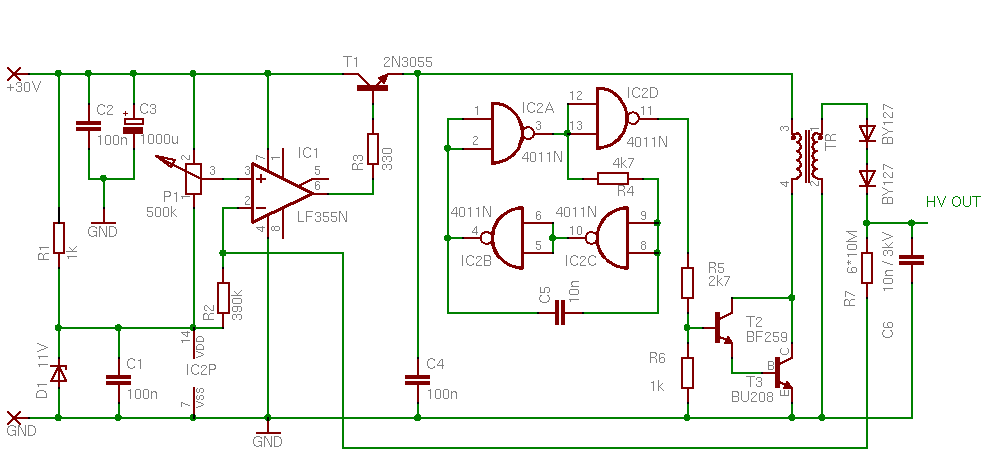 T1
2N3055
+30V
C2
100n
+
C3
1000u
IC1
7
1
5
6
3
+
2
−
4
8
LF355N
P1
500k
2
3
1
R3
330
GND
R1
1k
R2
390k
11V
D1
C1
100n
14
VDD
IC2P
7
VSS
GND
GND
C4
100n
1
2
IC2A
3
4011N
12
13
IC2D
11
4011N
4k7
R4
4011N
4
6
5
IC2B
4011N
10
9
8
IC2C
C5
10n
R5
2k7
R6
1k
T2
BF259
T3
BU208
C
B
E
3
4
1
2
TR
BY127
BY127
HV OUT
6*10M
R7
10n / 3kV
C6